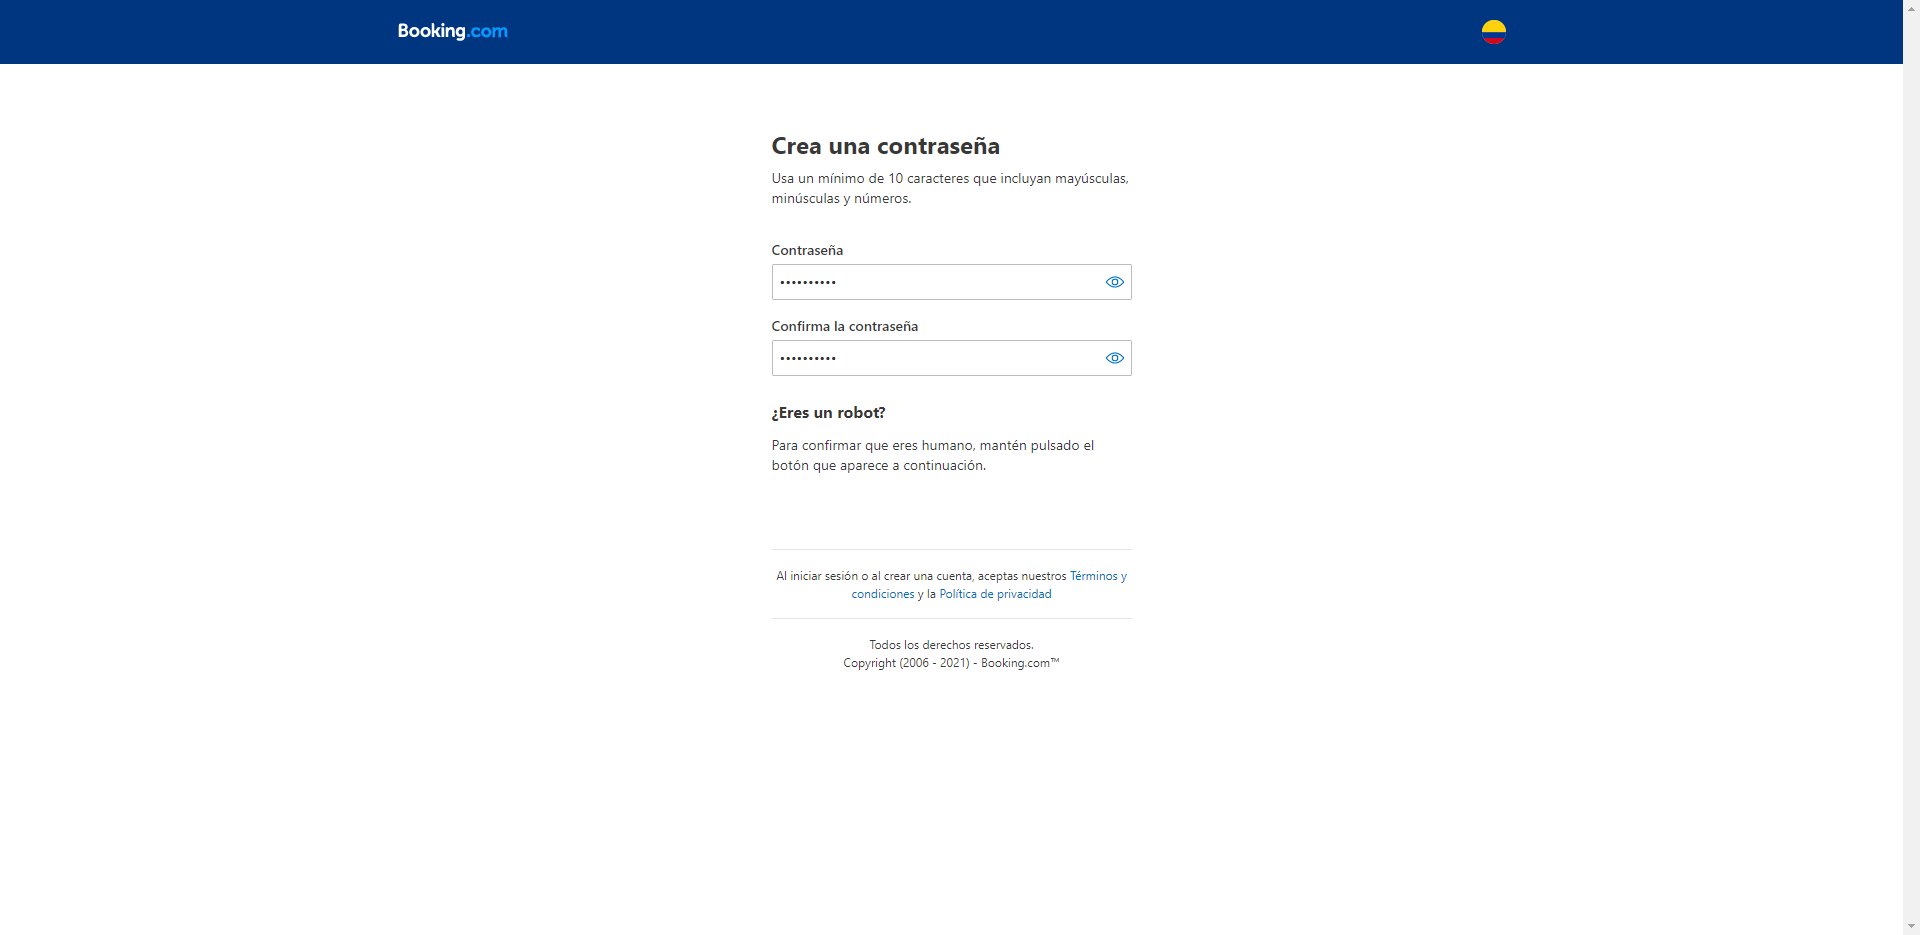 Booking.com
Crea una contraseña
Usa un mínimo de 10 caracteres que incluyan mayúsculas,
minúsculas y números.
Contraseña
••••••••••
Confirma la contraseña
••••••••••
¿Eres un robot?
Para confirmar que eres humano, mantén pulsado el
botón que aparece a continuación.
Al iniciar sesión o al crear una cuenta, aceptas nuestros Términos y
condiciones y la Política de privacidad
Todos los derechos reservados.
Copyright (2006 - 2021) - Booking.com™